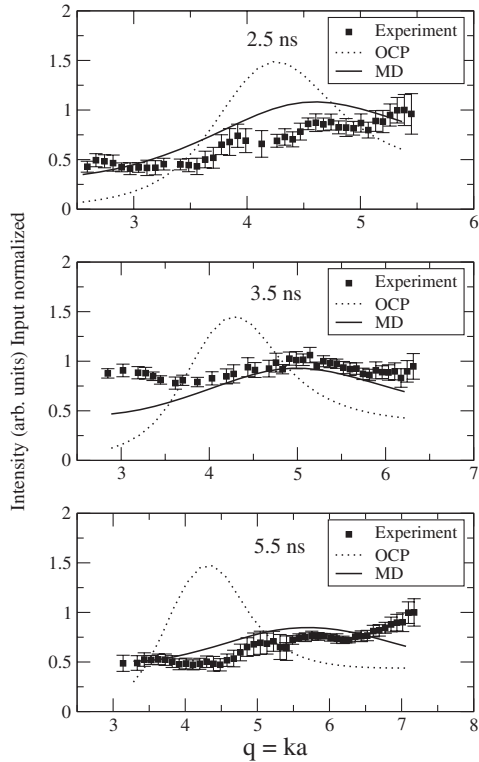 2
1.5
1
0.5
0
2.5 ns
Experiment
OCP
MD
3 4 5 6
2
1.5
1
0.5
0
3.5 ns
Experiment
OCP
MD
3 4 5 6 7
Intensity (arb. units) Input normalized
2
1.5
1
0.5
0
5.5 ns
Experiment
OCP
MD
3 4 5 6 7 8
q = ka